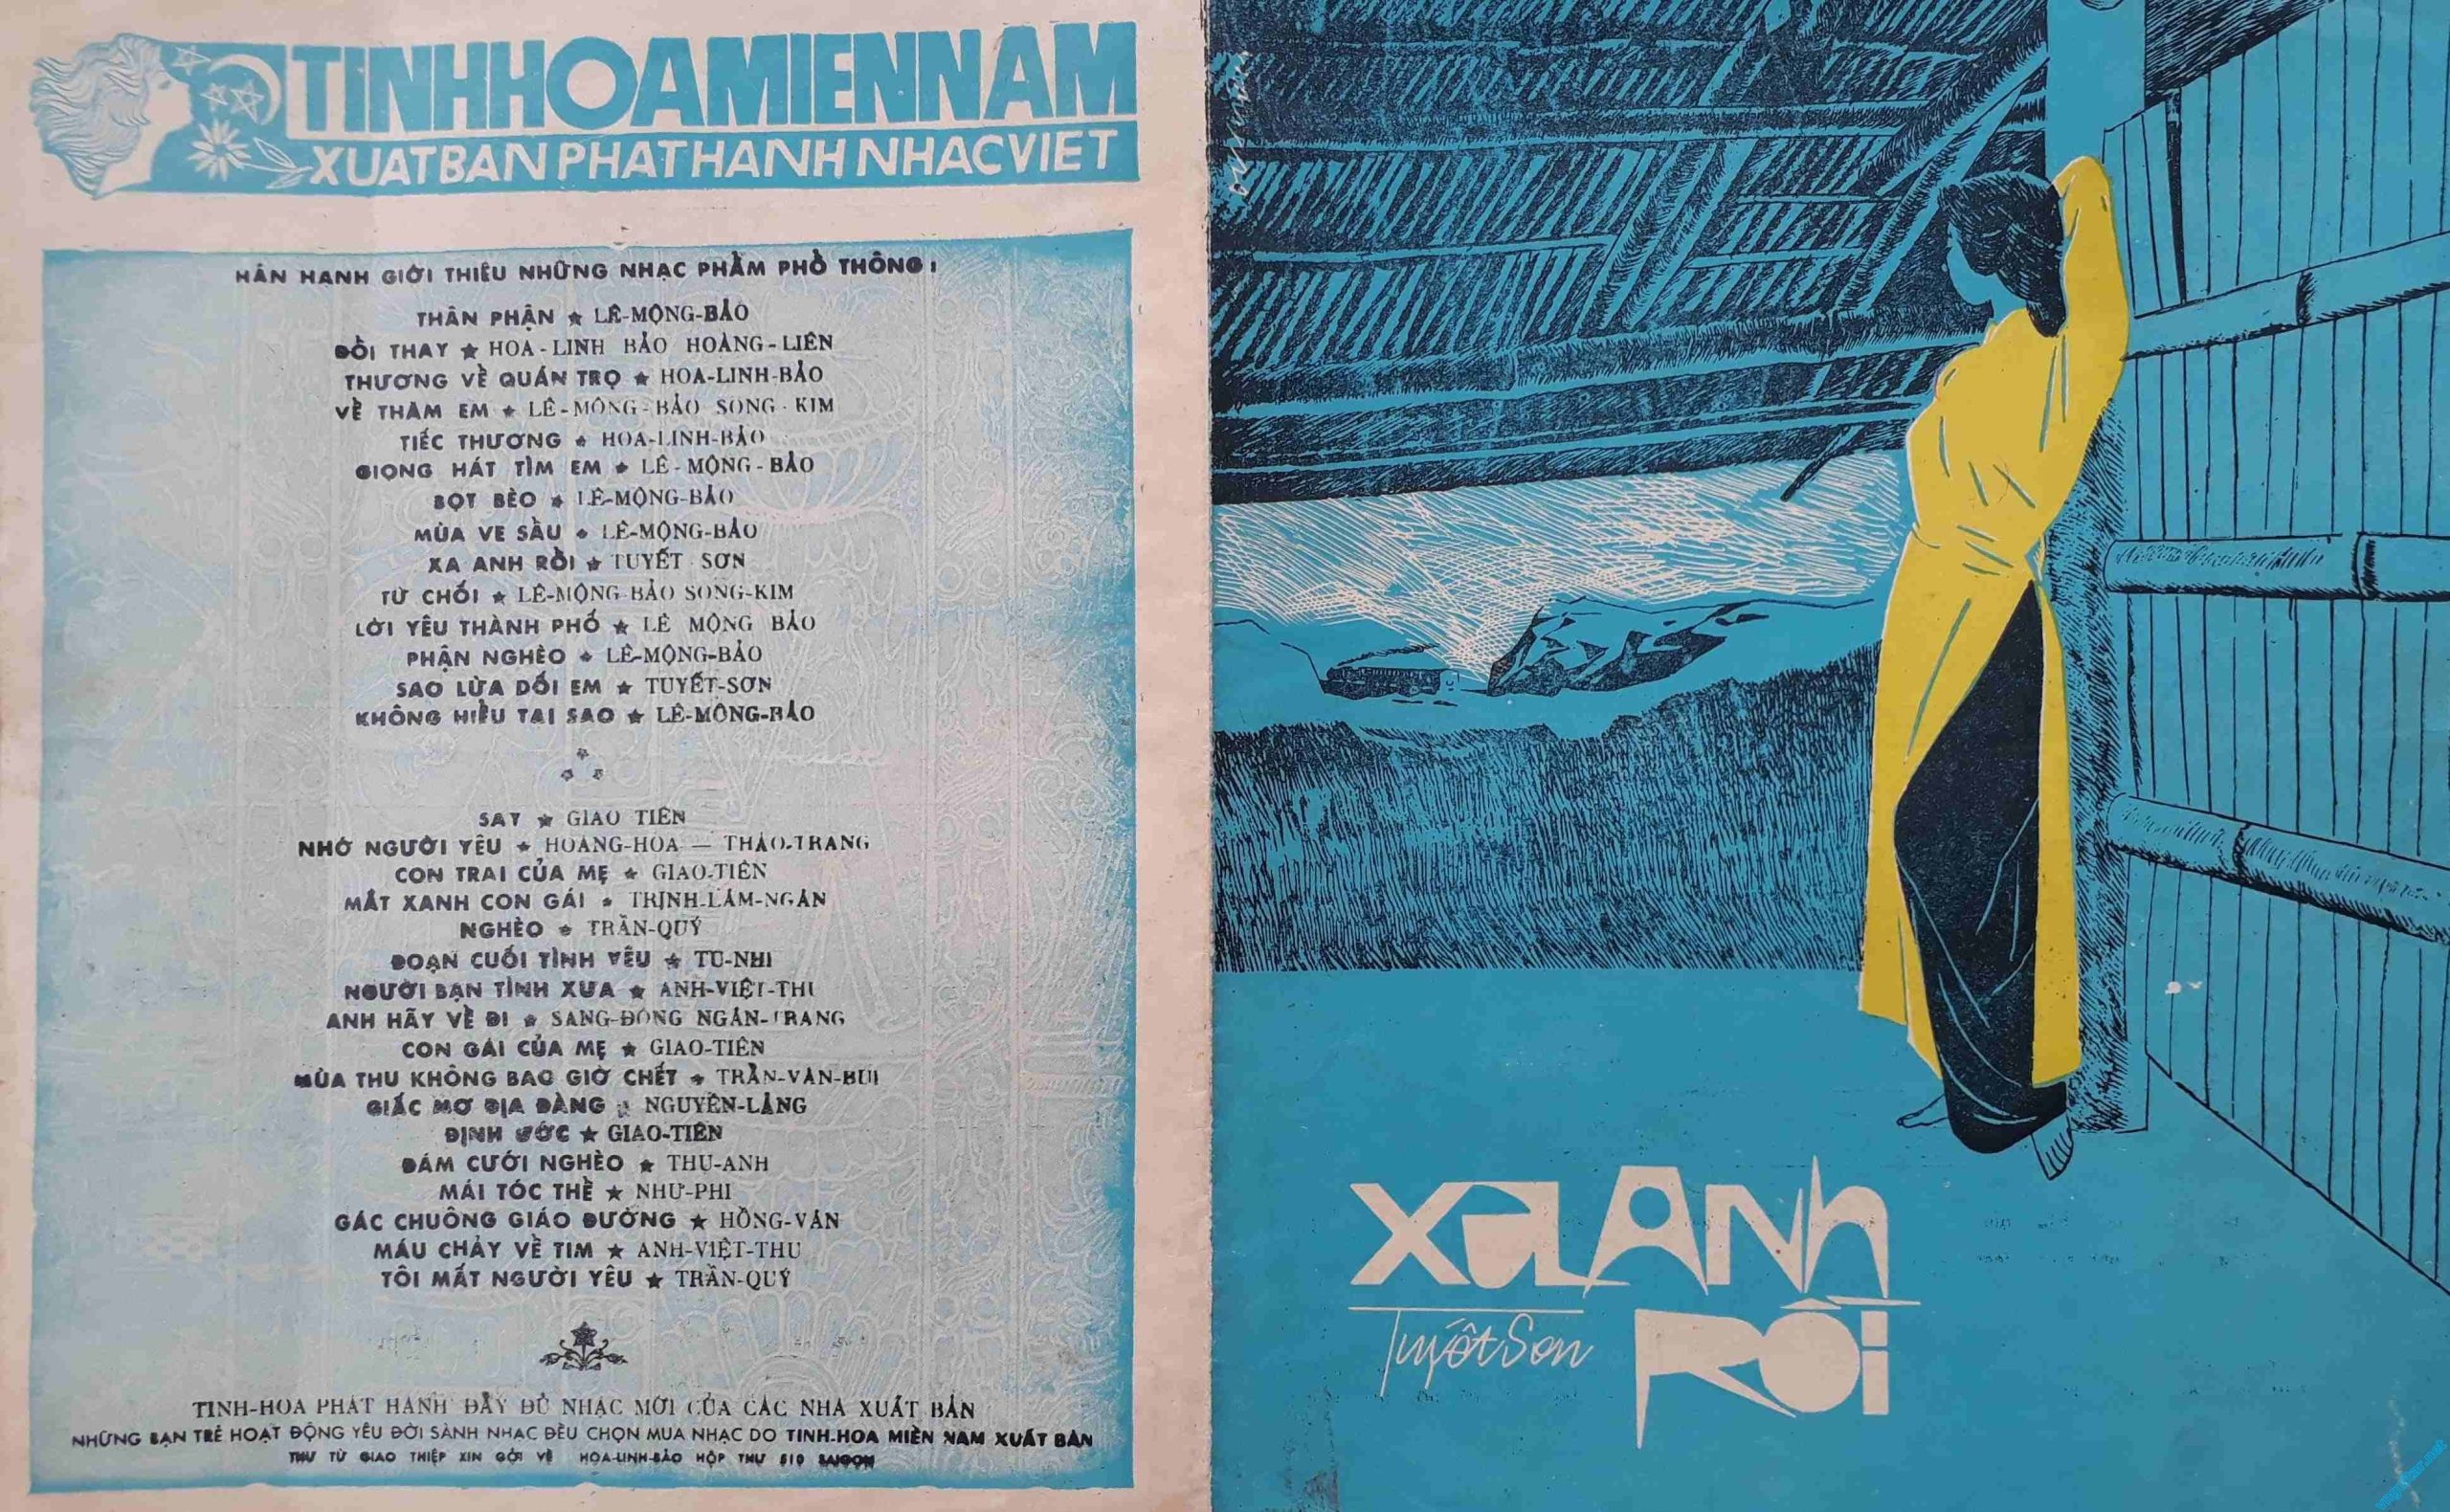 TINHHOAMIENNAM
XUATBANPHATHANHNHACVIET
HÂN HẠNH GIỚI THIỆU NHỮNG NHẠC PHẨM PHỔ THÔNG :
THÂN PHẬN ★ LÊ-MỘNG-BẢO
ĐỔI THAY ★ HOA-LINH BẢO HOÀNG-LIÊN
THƯƠNG VỀ QUÁN TRỌ ★ HOA-LINH-BẢO
VỀ THĂM EM ★ LÊ-MỘNG-BẢO SONG-KIM
TIẾC THƯƠNG ★ HOA-LINH-BẢO
GIỌNG HÁT TÌM EM ★ LÊ-MỘNG-BẢO
BỌT BÈO ★ LÊ-MỘNG-BẢO
MÙA VE SẦU ★ LÊ-MỘNG-BẢO
XA ANH RỒI ★ TUYẾT SƠN
TỪ CHỐI ★ LÊ-MỘNG-BẢO SONG-KIM
LỜI YÊU THÀNH PHỐ ★ LÊ MỘNG BẢO
PHẬN NGHÈO ★ LÊ-MỘNG-BẢO
SAO LỪA DỐI EM ★ TUYẾT-SƠN
KHÔNG HIỂU TẠI SAO ★ LÊ-MỘNG-BẢO
SAY ★ GIAO TIÊN
NHỚ NGƯỜI YÊU ★ HOÀNG-HOA — THẢO-TRANG
CON TRAI CỦA MẸ ★ GIAO-TIÊN
MẮT XANH CON GÁI ★ TRỊNH-LÂM-NGÂN
NGHÈO ★ TRẦN-QUÝ
ĐOẠN CUỐI TÌNH YÊU ★ TÚ-NHI
NGƯỜI BẠN TÌNH XƯA ★ ANH-VIỆT-THU
ANH HÃY VỀ ĐI ★ SANG-ĐÔNG NGÂN-TRANG
CON GÁI CỦA MẸ ★ GIAO-TIÊN
MÙA THU KHÔNG BAO GIỜ CHẾT ★ TRẦN-VĂN-BÙI
GIẤC MƠ ĐỊA ĐÀNG ★ NGUYÊN-LÃNG
ĐỊNH ƯỚC ★ GIAO-TIÊN
ĐÁM CƯỚI NGHÈO ★ THU-ANH
MÁI TÓC THỀ ★ NHƯ-PHI
GÁC CHUÔNG GIÁO ĐƯỜNG ★ HỒNG-VÂN
MÁU CHẢY VỀ TIM ★ ANH-VIỆT-THU
TÔI MẤT NGƯỜI YÊU ★ TRẦN-QUÝ
TINH-HOA PHÁT HÀNH ĐẦY ĐỦ NHẠC MỚI CỦA CÁC NHÀ XUẤT BẢN
NHỮNG BẠN TRẺ HOẠT ĐỘNG YÊU ĐỜI SÀNH NHẠC ĐỀU CHỌN MUA NHẠC DO TINH-HOA MIỀN NAM XUẤT BẢN
THƯ TỪ GIAO THIỆP XIN GỞI VỀ HOA-LINH-BẢO HỘP THƯ 510 SAIGON
XA ANH
RỒI
Tuyết Sơn